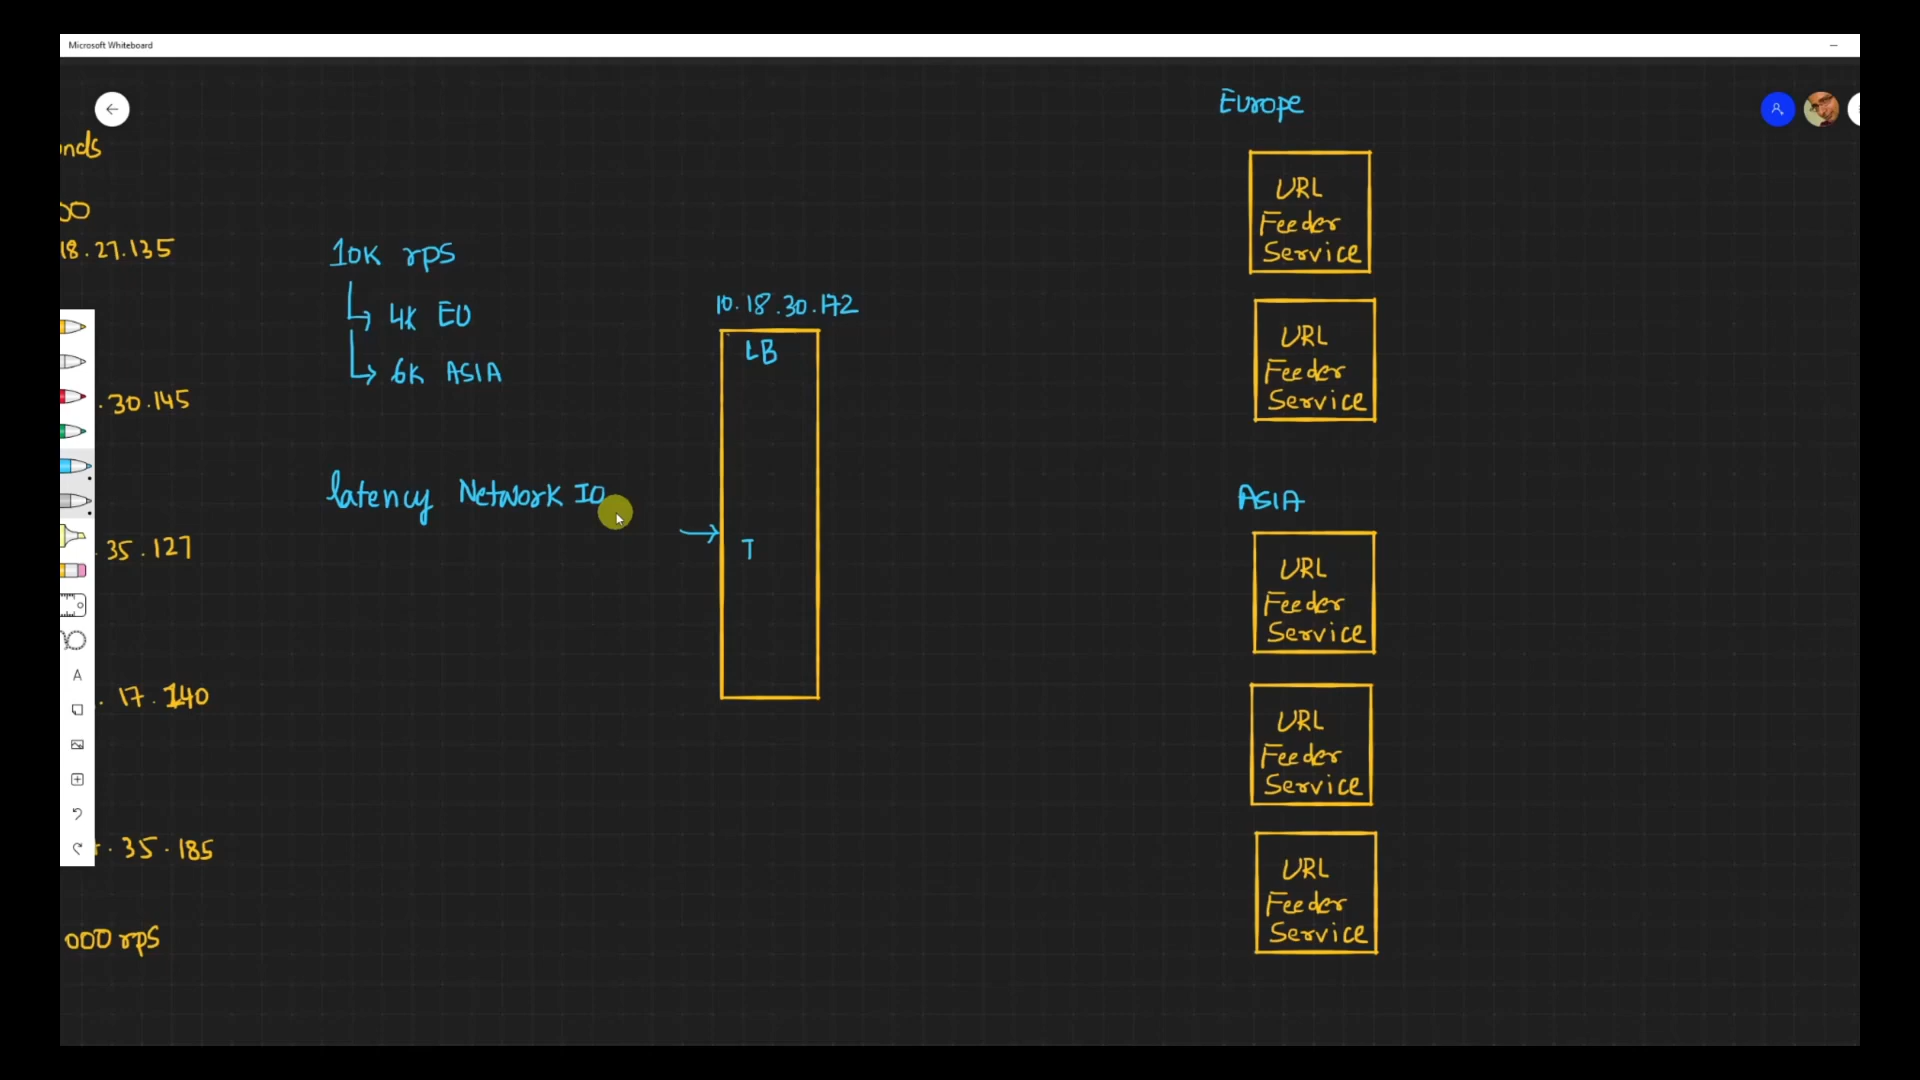 Microsoft Whiteboard
nds
00
18.27.135
.30.145
.35.127
. 17.140
. 35.185
000 rps
10K rps
4K EU
6K ASIA
latency Network IO
10.18.30.172
LB
T
Europe
URL
Feeder
Service
URL
Feeder
Service
ASIA
URL
Feeder
Service
URL
Feeder
Service
URL
Feeder
Service